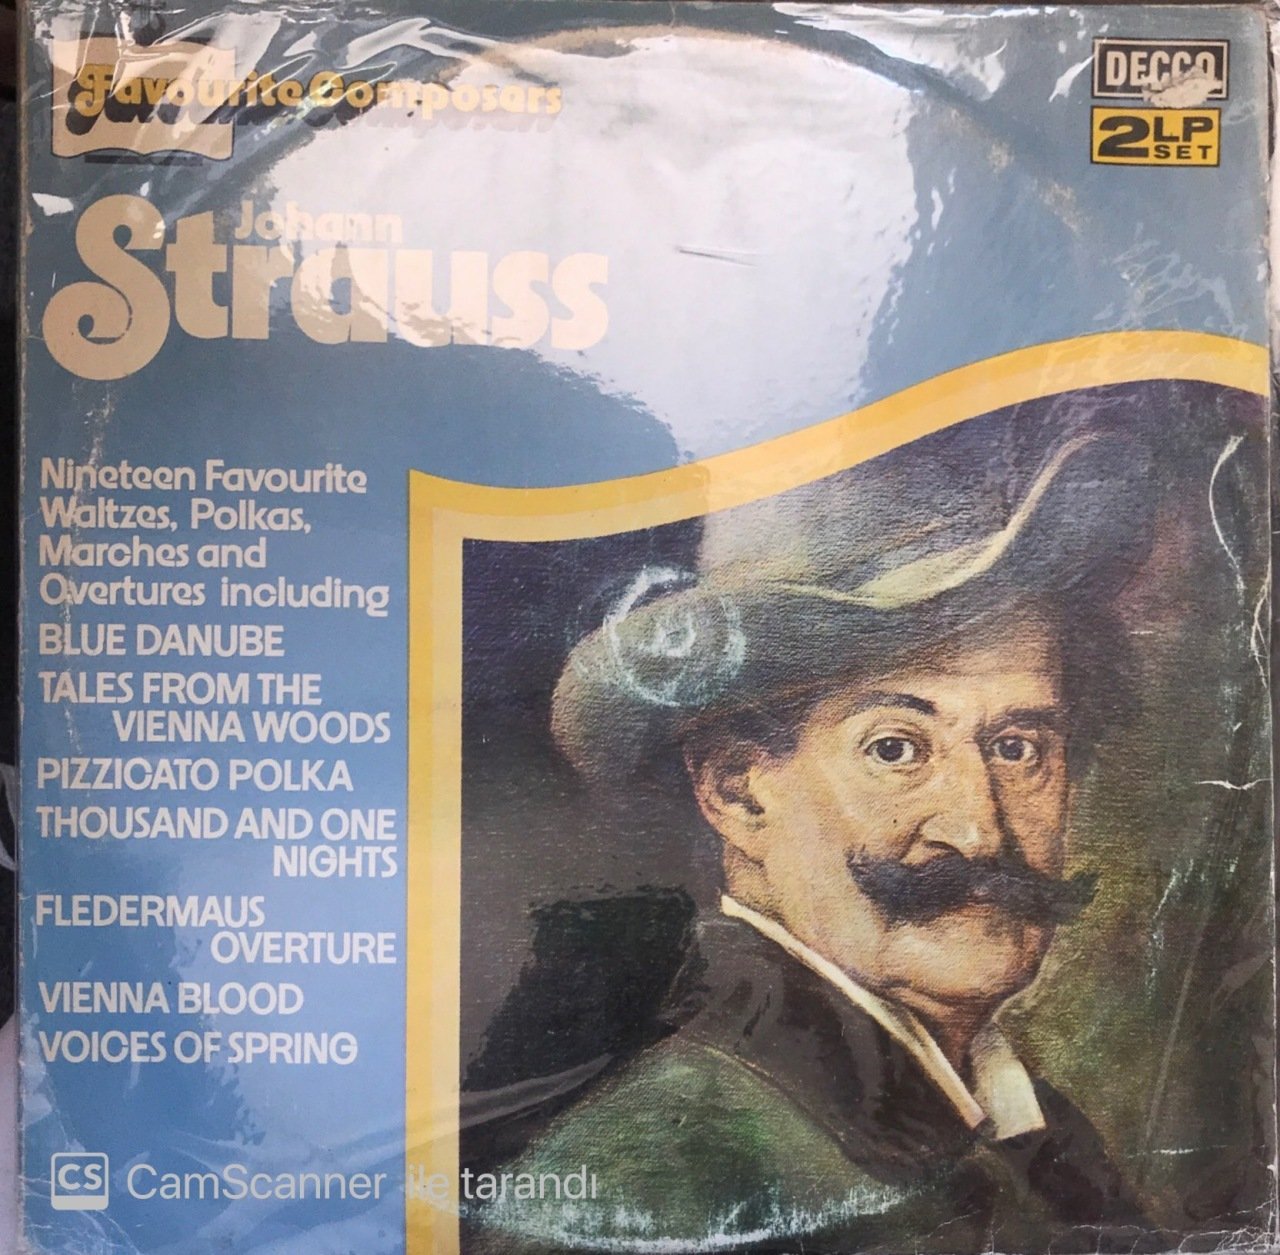 Favourite Composers
DECCA
2 LP
SET
Johann
Strauss
Nineteen Favourite
Waltzes, Polkas,
Marches and
Overtures including
BLUE DANUBE
TALES FROM THE
VIENNA WOODS
PIZZICATO POLKA
THOUSAND AND ONE
NIGHTS
FLEDERMAUS
OVERTURE
VIENNA BLOOD
VOICES OF SPRING
CS CamScanner ile tarandı